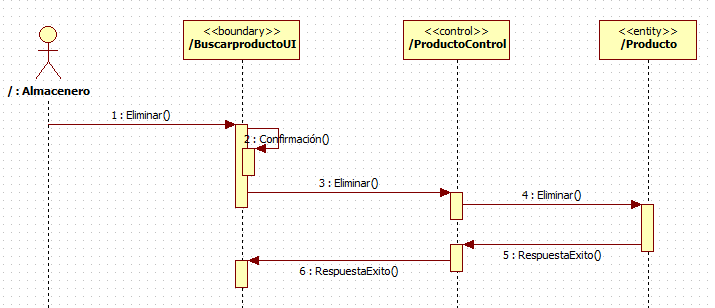 <<boundary>>
/BuscarproductoUI
<<control>>
/ProductoControl
<<entity>>
/Producto
/ : Almacenero
1 : Eliminar()
2 : Confirmación()
3 : Eliminar()
4 : Eliminar()
5 : RespuestaExito()
6 : RespuestaExito()